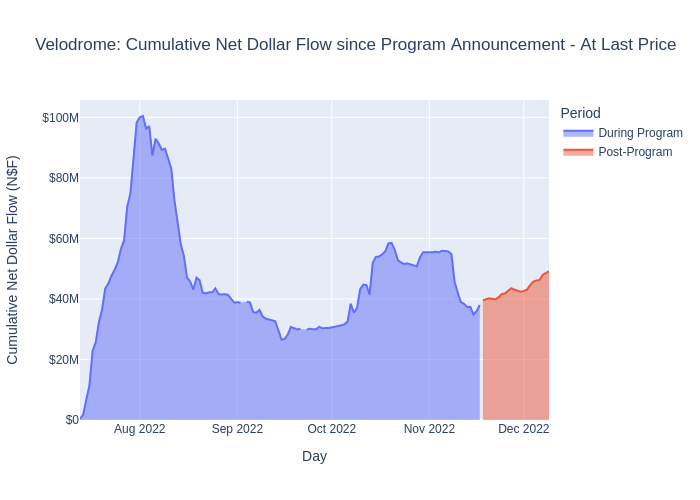 Velodrome: Cumulative Net Dollar Flow since Program Announcement - At Last Price
Cumulative Net Dollar Flow (N$F)
$100M
$80M
$60M
$40M
$20M
$0
Aug 2022
Sep 2022
Oct 2022
Nov 2022
Dec 2022
Day
Period
During Program
Post-Program